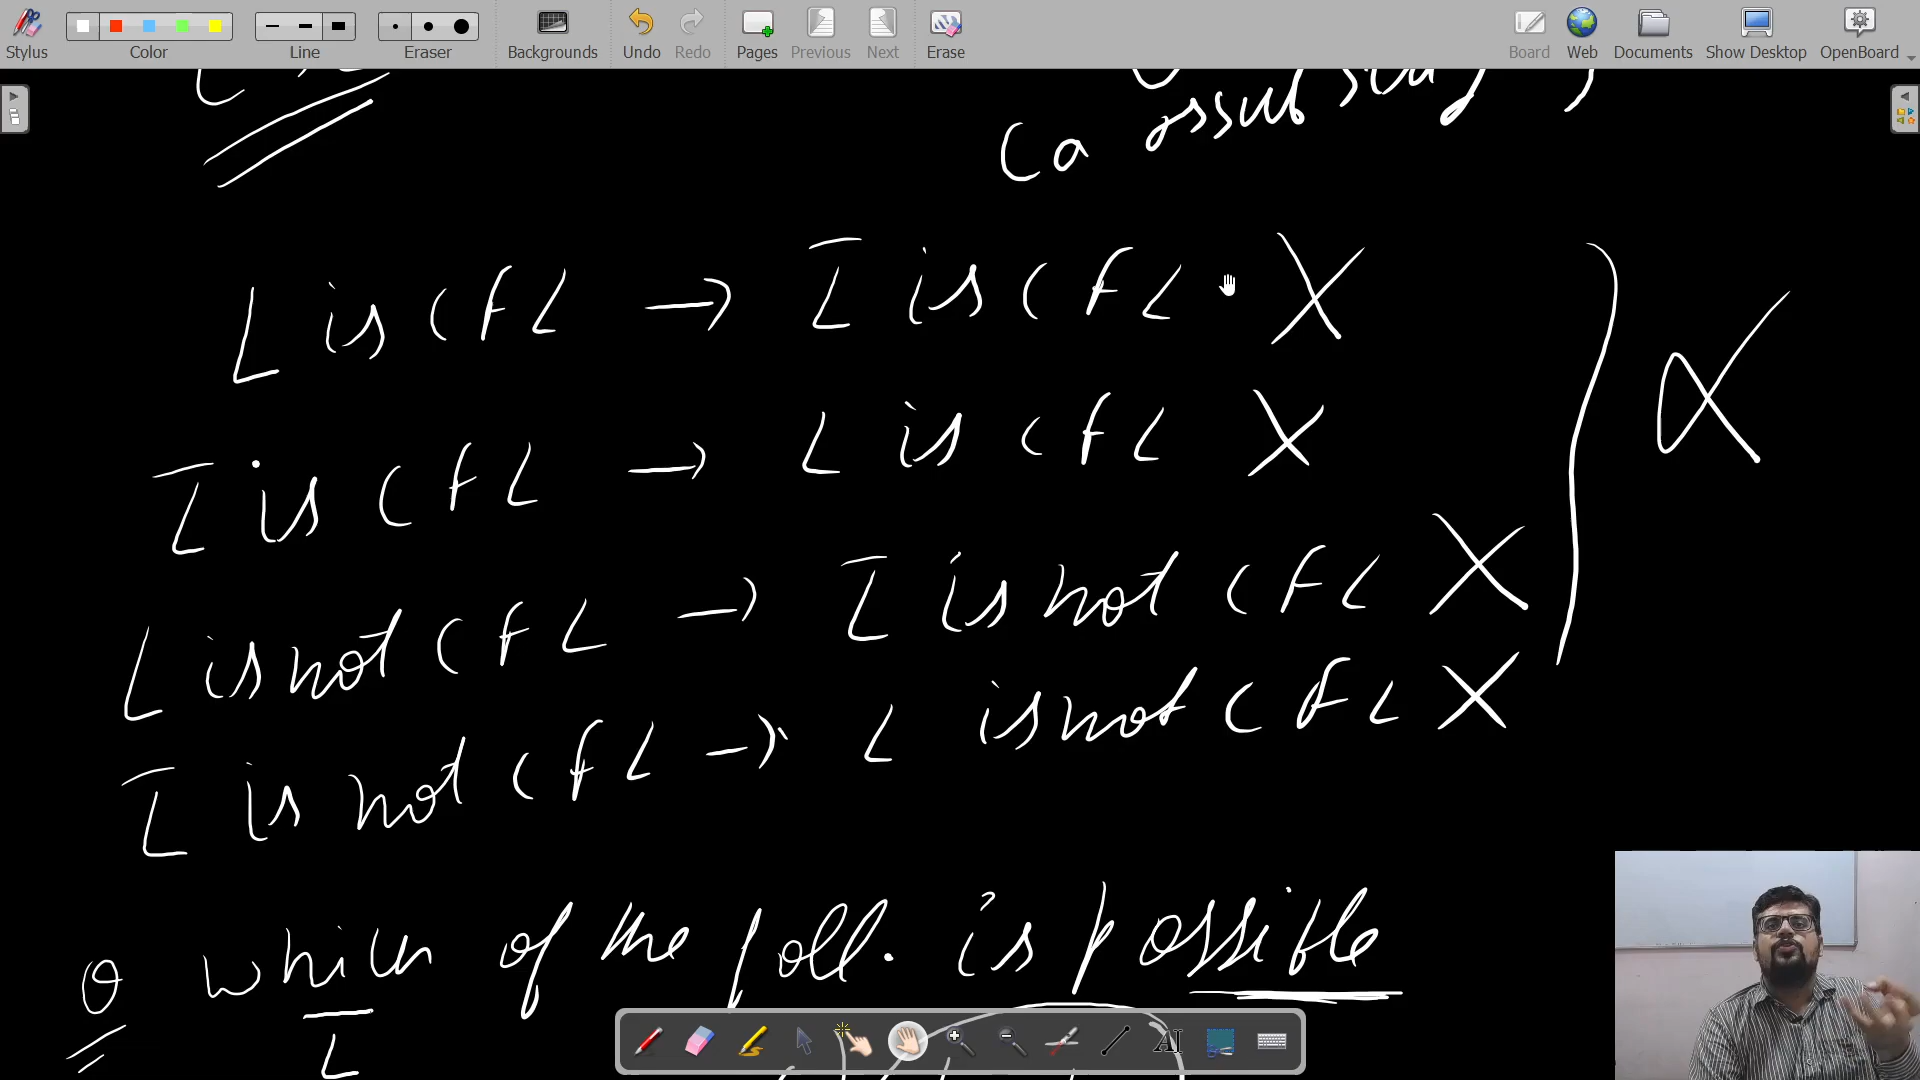 Stylus Color Line Eraser Backgrounds Undo Redo Pages Previous Next Erase Board Web Documents Show Desktop OpenBoard
(a
L is CFL → L̅ is CFL. X
L̅ is CFL → L is CFL X
L is not CFL → L̅ is not CFL X
L̅ is not CFL → L is not CFL X
α
Q which of the foll. is possible
L̅